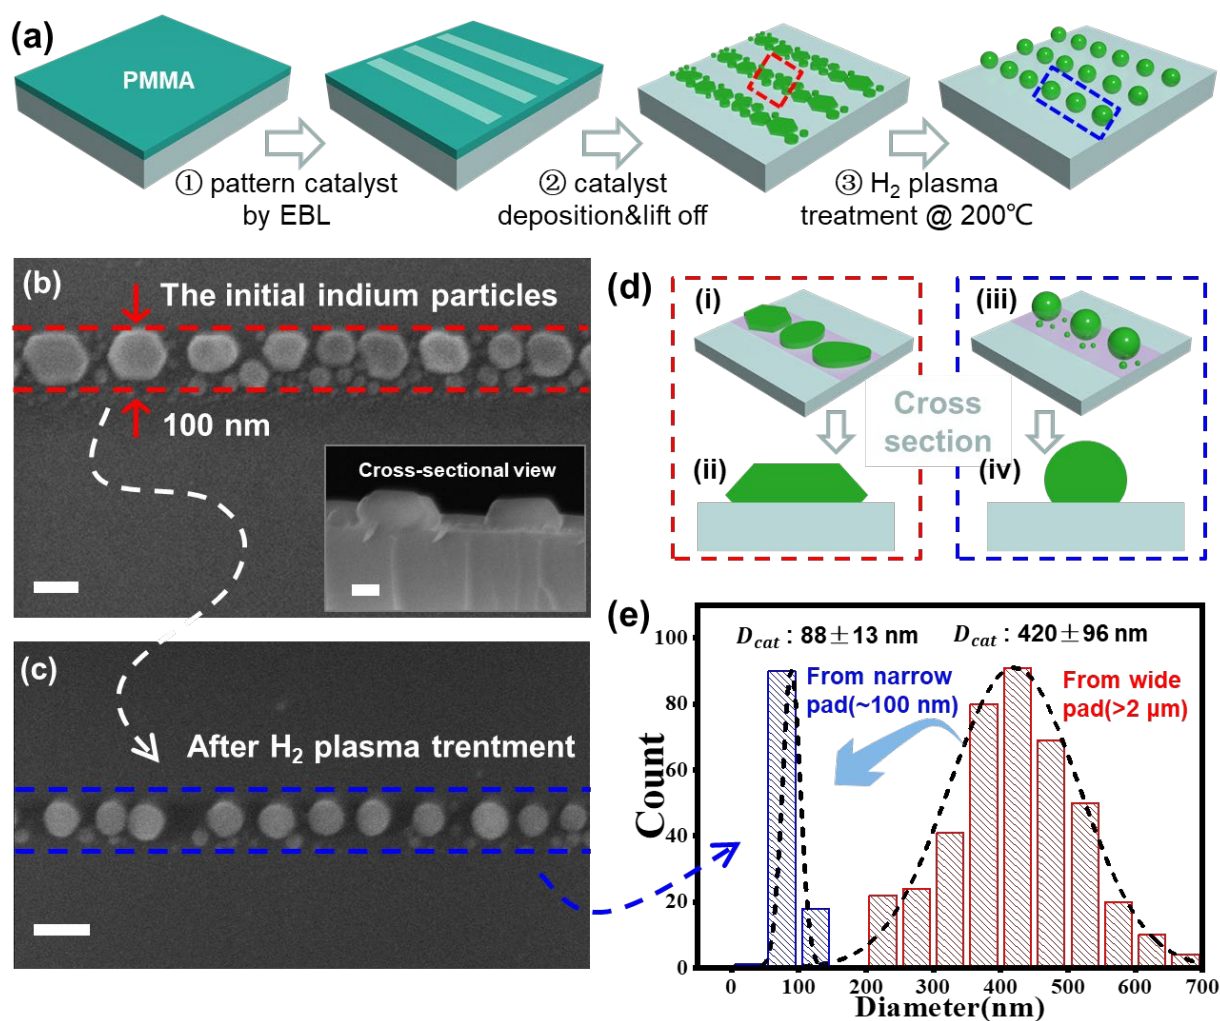 (a)
PMMA
① pattern catalyst
by EBL
② catalyst
deposition&lift off
③ H₂ plasma
treatment @ 200℃
(b)
The initial indium particles
100 nm
Cross-sectional view
(c)
After H₂ plasma trentment
(d)
(i)
(iii)
Cross
section
(ii)
(iv)
(e)
D_cat : 88±13 nm
D_cat : 420±96 nm
From narrow
pad(~100 nm)
From wide
pad(>2 μm)
Count
100
80
60
40
20
0
0 100 200 300 400 500 600 700
Diameter(nm)